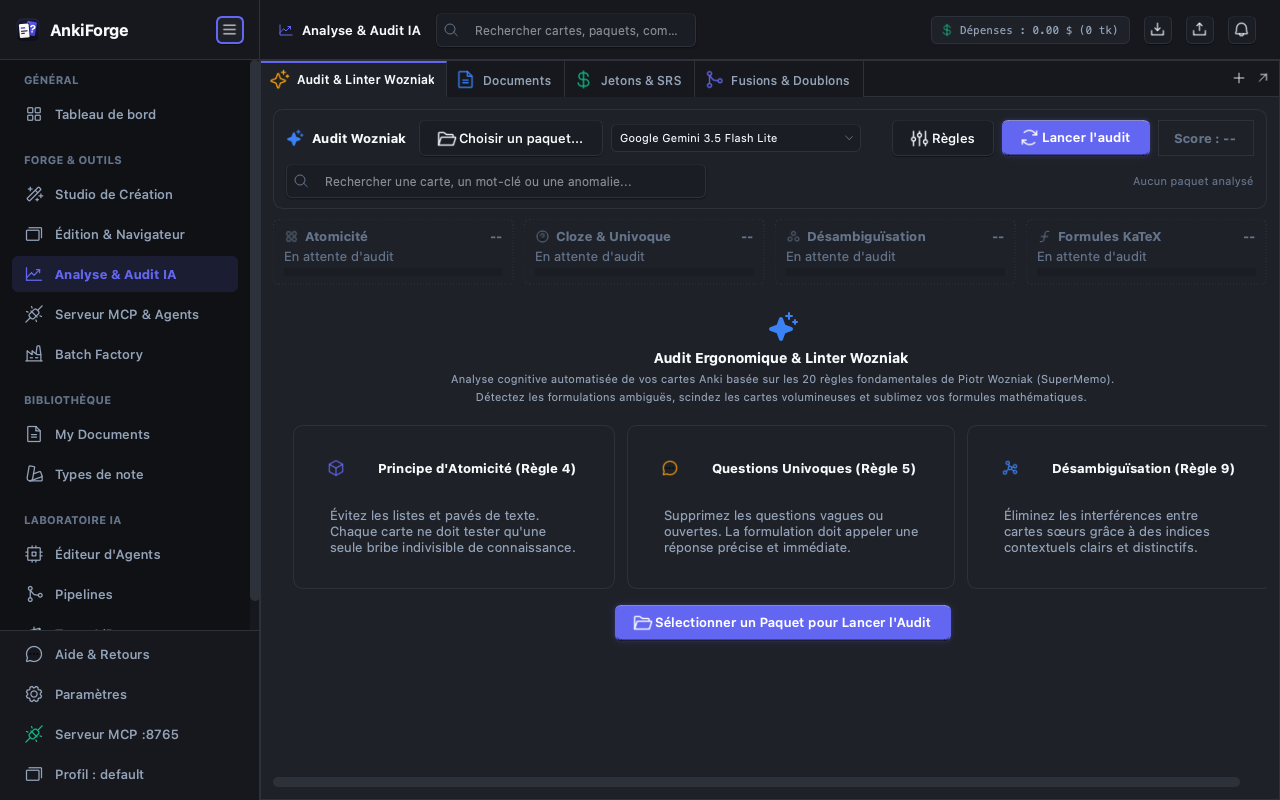 AnkiForge
Analyse & Audit IA
Rechercher cartes, paquets, com...
Dépenses : 0.00 $ (0 tk)
GÉNÉRAL
Tableau de bord
FORGE & OUTILS
Studio de Création
Édition & Navigateur
Analyse & Audit IA
Serveur MCP & Agents
Batch Factory
BIBLIOTHÈQUE
My Documents
Types de note
LABORATOIRE IA
Éditeur d'Agents
Pipelines
Aide & Retours
Paramètres
Serveur MCP :8765
Profil : default
Audit & Linter Wozniak
Documents
Jetons & SRS
Fusions & Doublons
Audit Wozniak
Choisir un paquet...
Google Gemini 3.5 Flash Lite
Règles
Lancer l'audit
Score : --
Rechercher une carte, un mot-clé ou une anomalie...
Aucun paquet analysé
Atomicité --
En attente d'audit
Cloze & Univoque --
En attente d'audit
Désambiguïsation --
En attente d'audit
Formules KaTeX --
En attente d'audit
Audit Ergonomique & Linter Wozniak
Analyse cognitive automatisée de vos cartes Anki basée sur les 20 règles fondamentales de Piotr Wozniak (SuperMemo).
Détectez les formulations ambiguës, scindez les cartes volumineuses et sublimez vos formules mathématiques.
Principe d'Atomicité (Règle 4)
Évitez les listes et pavés de texte.
Chaque carte ne doit tester qu'une
seule bribe indivisible de connaissance.
Questions Univoques (Règle 5)
Supprimez les questions vagues ou
ouvertes. La formulation doit appeler une
réponse précise et immédiate.
Désambiguïsation (Règle 9)
Éliminez les interférences entre
cartes sœurs grâce à des indices
contextuels clairs et distinctifs.
Sélectionner un Paquet pour Lancer l'Audit